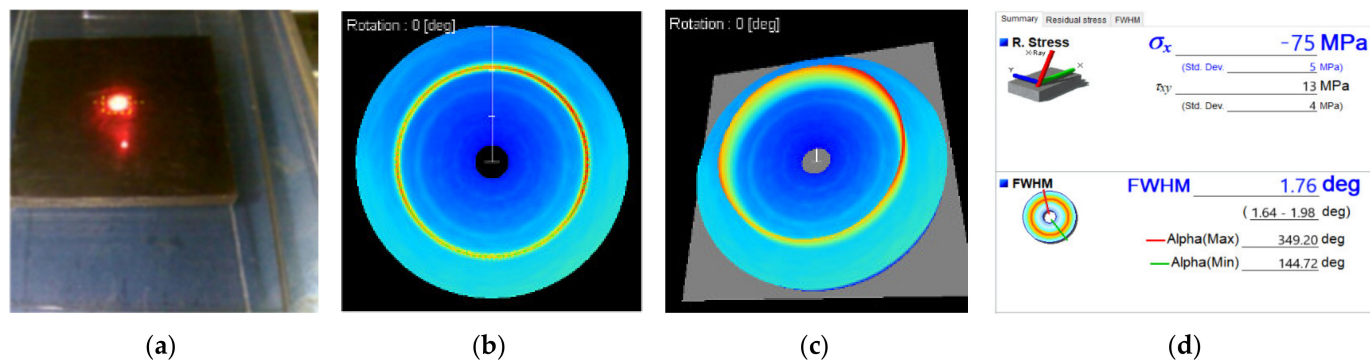 Rotation : 0 [deg]
Rotation : 0 [deg]
Summary Residual stress FWHM
R. Stress
X-Ray
Y
X
σx -75 MPa
(Std. Dev. 5 MPa)
τxy 13 MPa
(Std. Dev. 4 MPa)
FWHM
FWHM 1.76 deg
( 1.64 - 1.98 deg)
Alpha(Max) 349.20 deg
Alpha(Min) 144.72 deg
(a) (b) (c) (d)